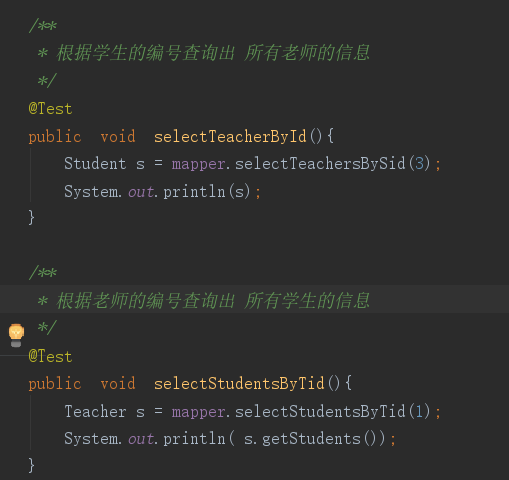 /**
 * 根据学生的编号查询出 所有老师的信息
 */
@Test
public  void  selectTeacherById(){
    Student s = mapper.selectTeachersBySid(3);
    System.out.println(s);
}
/**
 * 根据老师的编号查询出 所有学生的信息
 */
@Test
public  void  selectStudentsByTid(){
    Teacher s = mapper.selectStudentsByTid(1);
    System.out.println( s.getStudents());
}